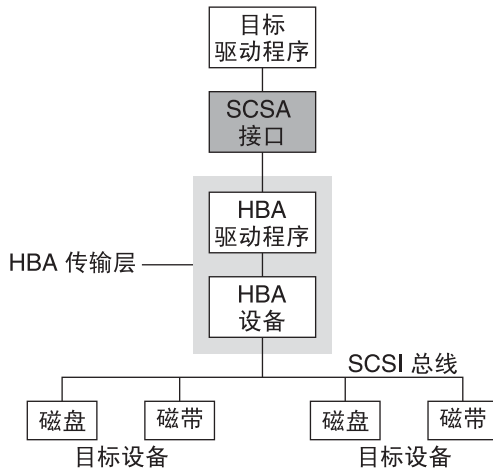 目标
驱动程序
SCSA
接口
HBA
驱动程序
HBA 传输层
HBA
设备
SCSI 总线
磁盘
磁带
磁盘
磁带
目标设备
目标设备